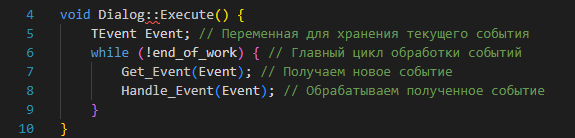 4 void Dialog::Execute() {
5 TEvent Event; // Переменная для хранения текущего события
6 while (!end_of_work) { // Главный цикл обработки событий
7 Get_Event(Event); // Получаем новое событие
8 Handle_Event(Event); // Обрабатываем полученное событие
9 }
10 }